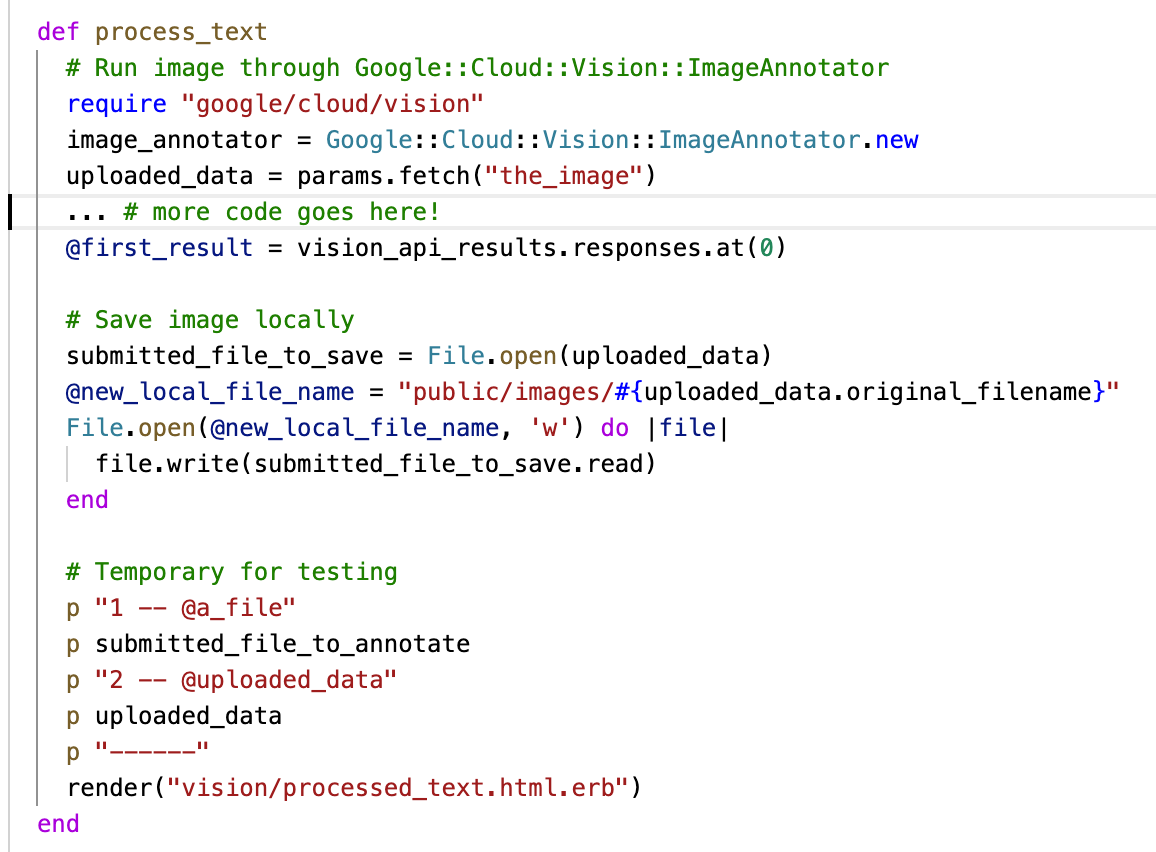 def process_text
  # Run image through Google::Cloud::Vision::ImageAnnotator
  require "google/cloud/vision"
  image_annotator = Google::Cloud::Vision::ImageAnnotator.new
  uploaded_data = params.fetch("the_image")
  ... # more code goes here!
  @first_result = vision_api_results.responses.at(0)

  # Save image locally
  submitted_file_to_save = File.open(uploaded_data)
  @new_local_file_name = "public/images/#{uploaded_data.original_filename}"
  File.open(@new_local_file_name, 'w') do |file|
    file.write(submitted_file_to_save.read)
  end

  # Temporary for testing
  p "1 -- @a_file"
  p submitted_file_to_annotate
  p "2 -- @uploaded_data"
  p uploaded_data
  p "------"
  render("vision/processed_text.html.erb")
end